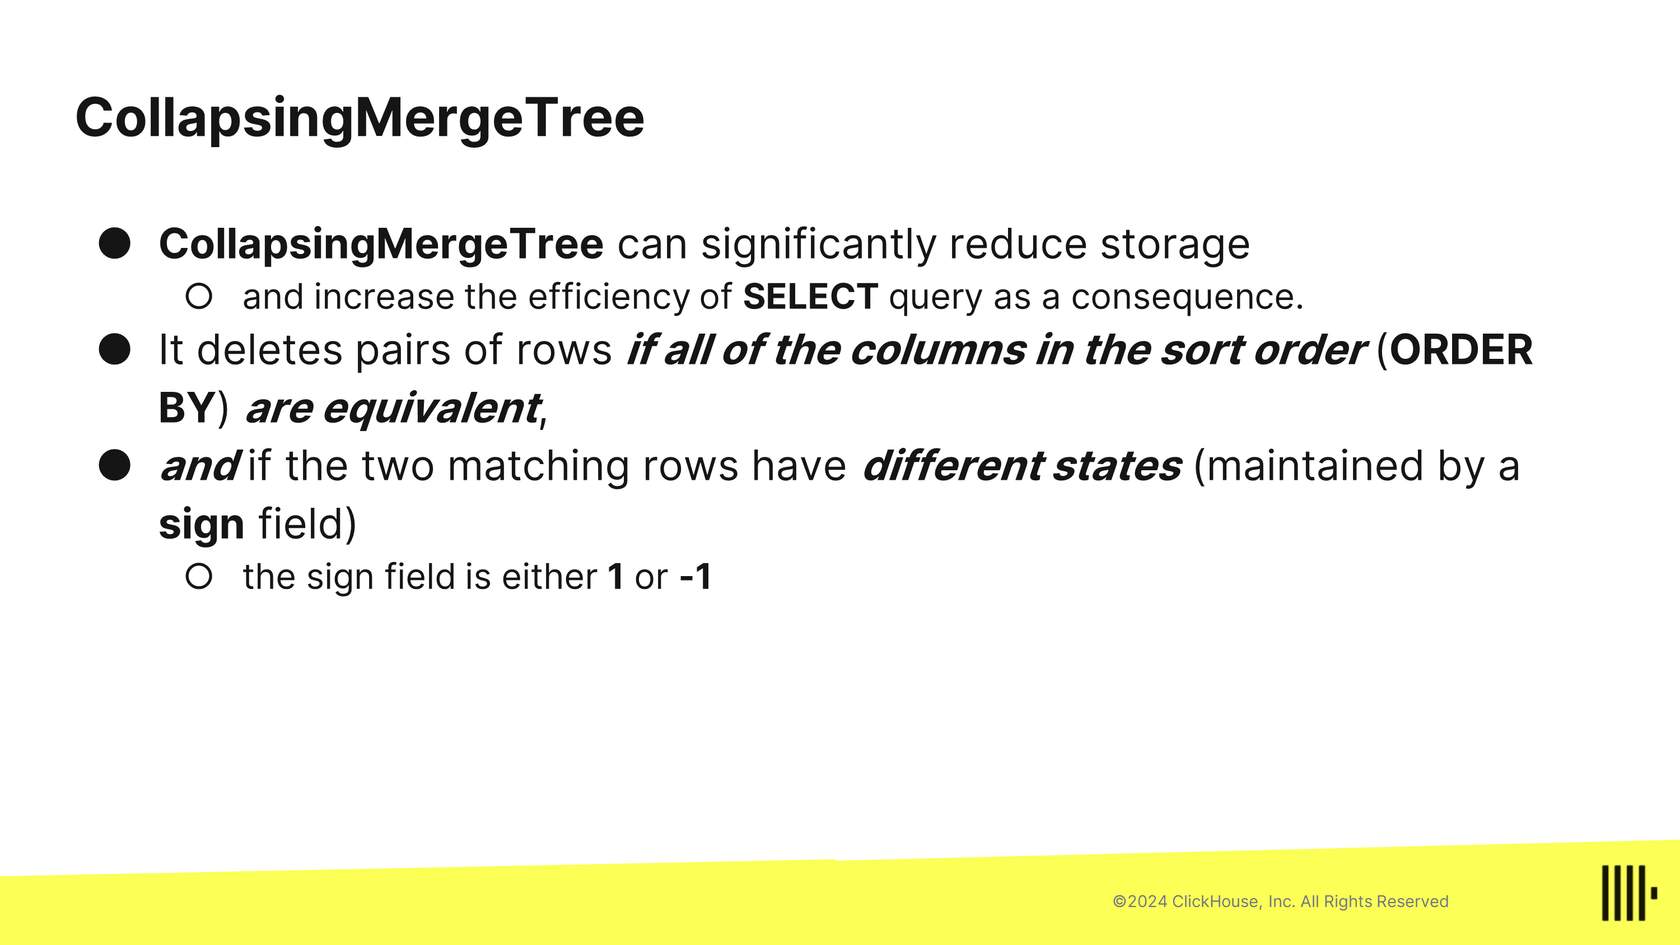 CollapsingMergeTree
● CollapsingMergeTree can significantly reduce storage
○ and increase the efficiency of SELECT query as a consequence.
● It deletes pairs of rows if all of the columns in the sort order (ORDER
BY) are equivalent,
● and if the two matching rows have different states (maintained by a
sign field)
○ the sign field is either 1 or -1
©2024 ClickHouse, Inc. All Rights Reserved